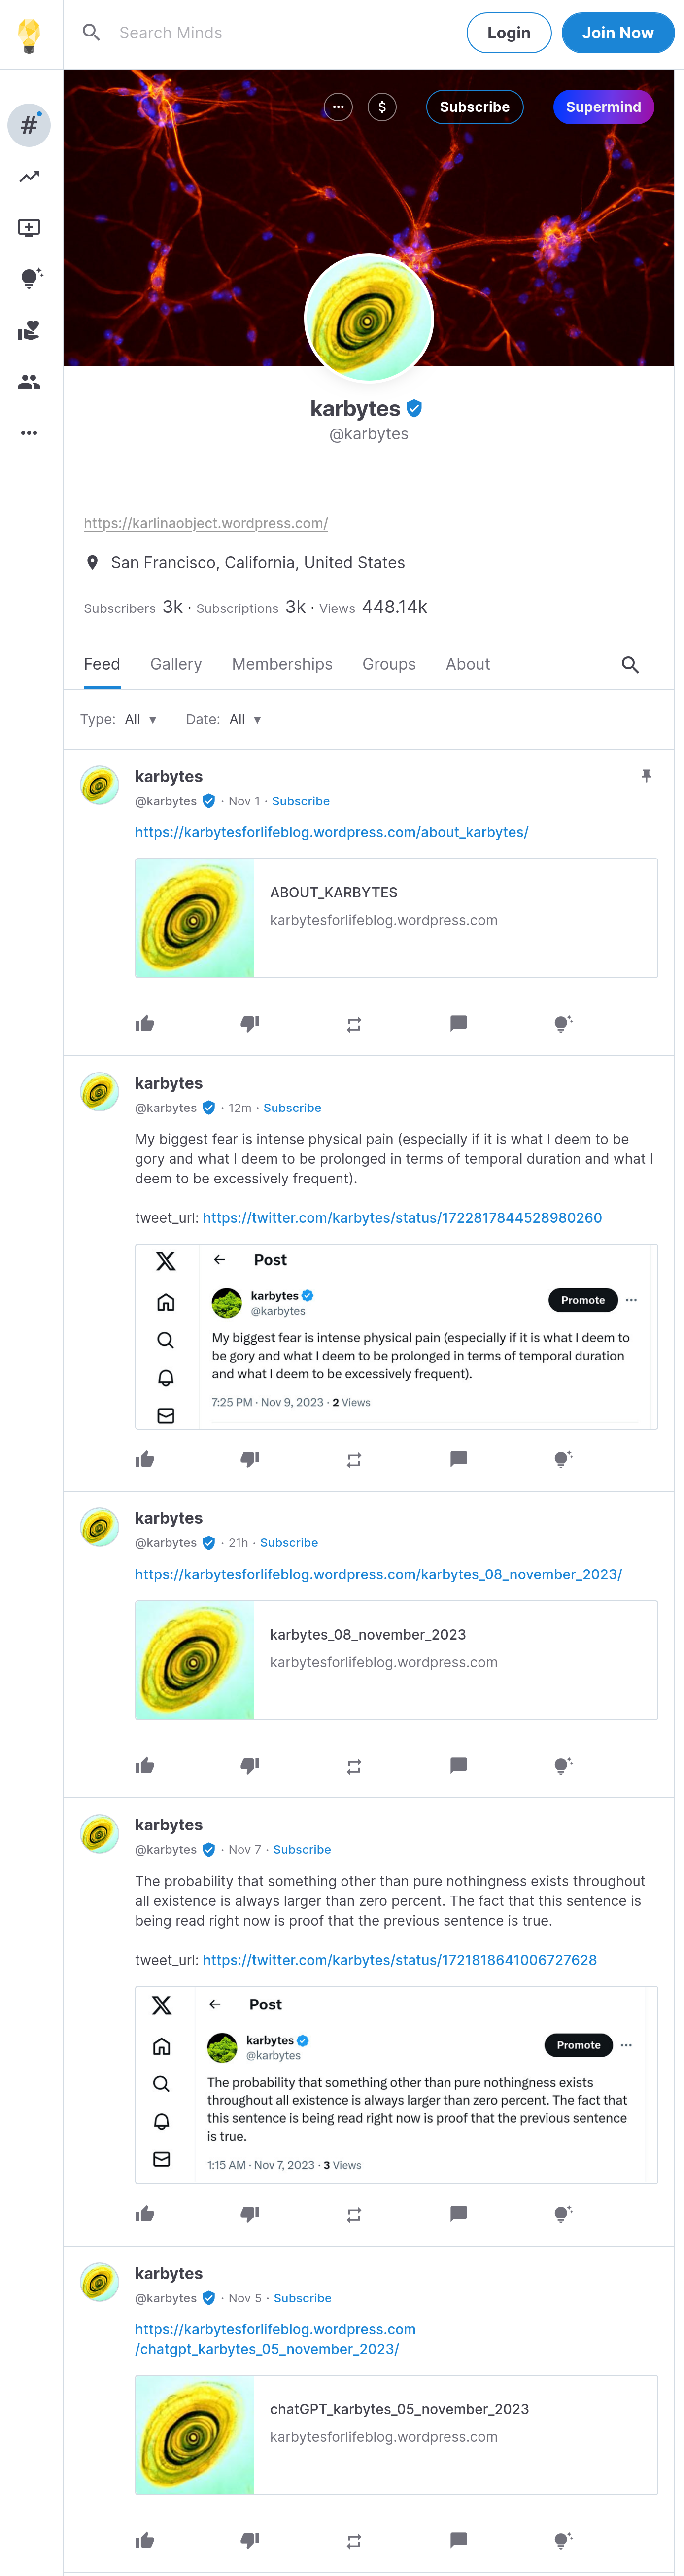 Search Minds
Login
Join Now
Subscribe
Supermind
karbytes
@karbytes
https://karlinaobject.wordpress.com/
San Francisco, California, United States
Subscribers 3k · Subscriptions 3k · Views 448.14k
Feed Gallery Memberships Groups About
Type: All ▾ Date: All ▾
karbytes
@karbytes · Nov 1 · Subscribe
https://karbytesforlifeblog.wordpress.com/about_karbytes/
ABOUT_KARBYTES
karbytesforlifeblog.wordpress.com
karbytes
@karbytes · 12m · Subscribe
My biggest fear is intense physical pain (especially if it is what I deem to be
gory and what I deem to be prolonged in terms of temporal duration and what I
deem to be excessively frequent).
tweet_url: https://twitter.com/karbytes/status/1722817844528980260
Post
karbytes
@karbytes
Promote
My biggest fear is intense physical pain (especially if it is what I deem to
be gory and what I deem to be prolonged in terms of temporal duration
and what I deem to be excessively frequent).
7:25 PM · Nov 9, 2023 · 2 Views
karbytes
@karbytes · 21h · Subscribe
https://karbytesforlifeblog.wordpress.com/karbytes_08_november_2023/
karbytes_08_november_2023
karbytesforlifeblog.wordpress.com
karbytes
@karbytes · Nov 7 · Subscribe
The probability that something other than pure nothingness exists throughout
all existence is always larger than zero percent. The fact that this sentence is
being read right now is proof that the previous sentence is true.
tweet_url: https://twitter.com/karbytes/status/1721818641006727628
Post
karbytes
@karbytes
Promote
The probability that something other than pure nothingness exists
throughout all existence is always larger than zero percent. The fact that
this sentence is being read right now is proof that the previous sentence
is true.
1:15 AM · Nov 7, 2023 · 3 Views
karbytes
@karbytes · Nov 5 · Subscribe
https://karbytesforlifeblog.wordpress.com
/chatgpt_karbytes_05_november_2023/
chatGPT_karbytes_05_november_2023
karbytesforlifeblog.wordpress.com